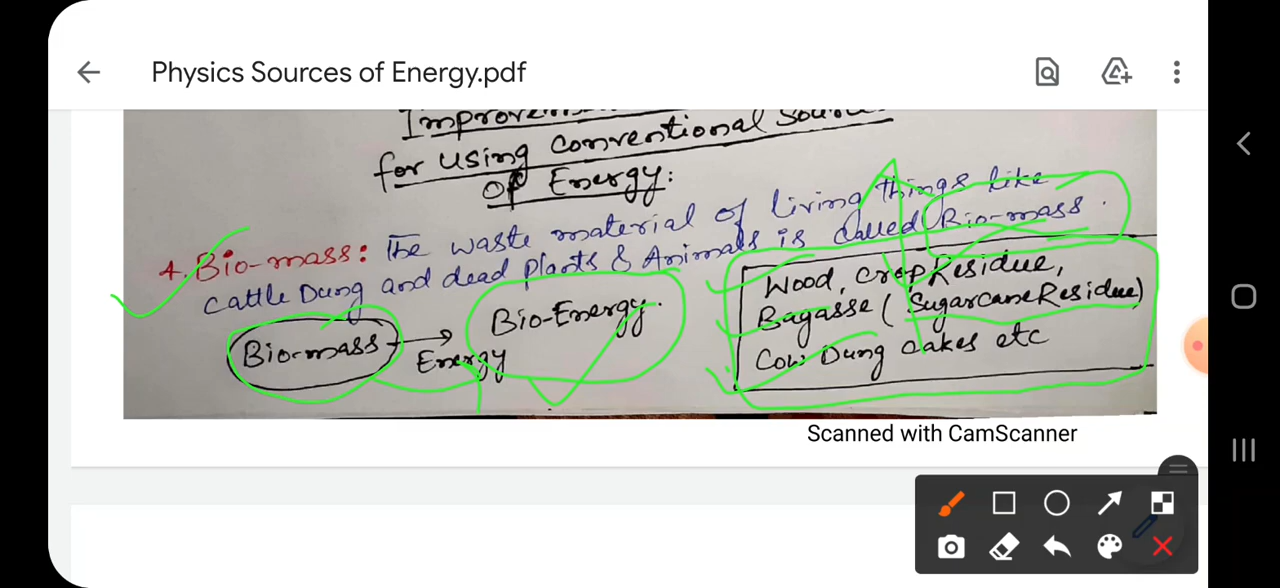 Physics Sources of Energy.pdf
for using conventional
of Energy:
4. Bio-mass: The waste material of living things like
cattle Dung and dead plants & Animals is called Bio-mass.
Bio-mass → Bio-Energy.
Energy
Wood, Crop Residue,
Bagasse (Sugarcane Residue)
Cow Dung cakes etc
Scanned with CamScanner